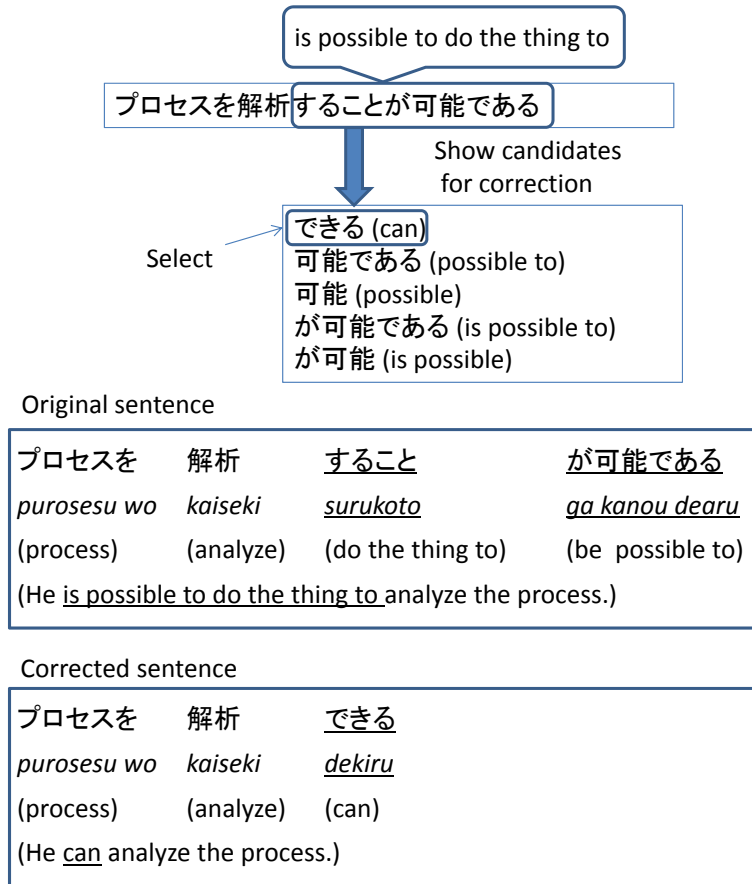 is possible to do the thing to
プロセスを解析することが可能である
Show candidates
for correction
Select
できる (can)
可能である (possible to)
可能 (possible)
が可能である (is possible to)
が可能 (is possible)
Original sentence
プロセスを 解析 すること が可能である
purosesu wo kaiseki surukoto ga kanou dearu
(process) (analyze) (do the thing to) (be possible to)
(He is possible to do the thing to analyze the process.)
Corrected sentence
プロセスを 解析 できる
purosesu wo kaiseki dekiru
(process) (analyze) (can)
(He can analyze the process.)